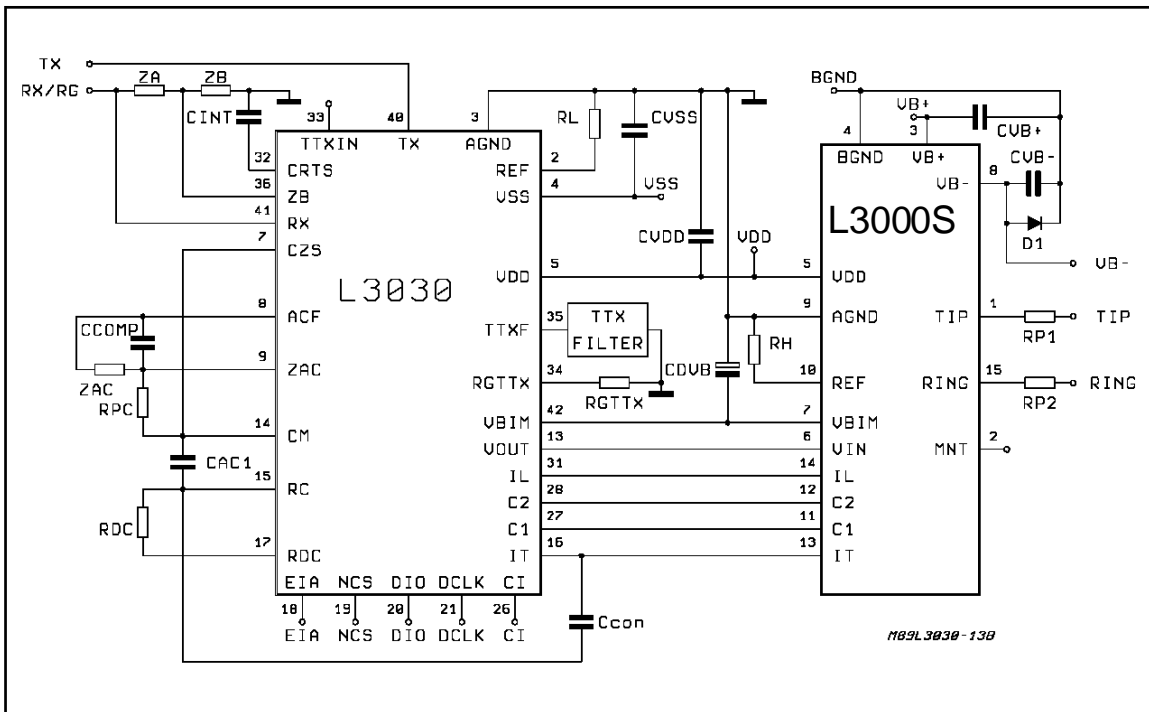 TX
RX/RG
ZA
ZB
CINT
33
40
3
TTXIN
TX
AGND
RL
CVSS
32
CRTS
36
ZB
41
RX
7
CZS
2
REF
4
VSS
VSS
CVDD
VDD
5
VDD
L3030
8
ACF
CCOMP
9
ZAC
ZAC
RPC
35
TTXF
TTX
FILTER
34
RGTTX
RGTTX
CDVB
RH
14
CM
CAC1
15
RC
RDC
17
RDC
42
VBIM
13
VOUT
31
IL
28
C2
27
C1
16
IT
EIA NCS DIO DCLK CI
18 19 20 21 26
EIA NCS DIO DCLK CI
Ccon
BGND
VB+
CVB+
4
3
BGND
VB+
CVB-
8
VB-
L3000S
D1
VB-
5
VDD
9
AGND
1
TIP
RP1
TIP
10
REF
15
RING
RP2
RING
7
VBIM
6
VIN
2
MNT
14
IL
12
C2
11
C1
13
IT
M89L3030-13B